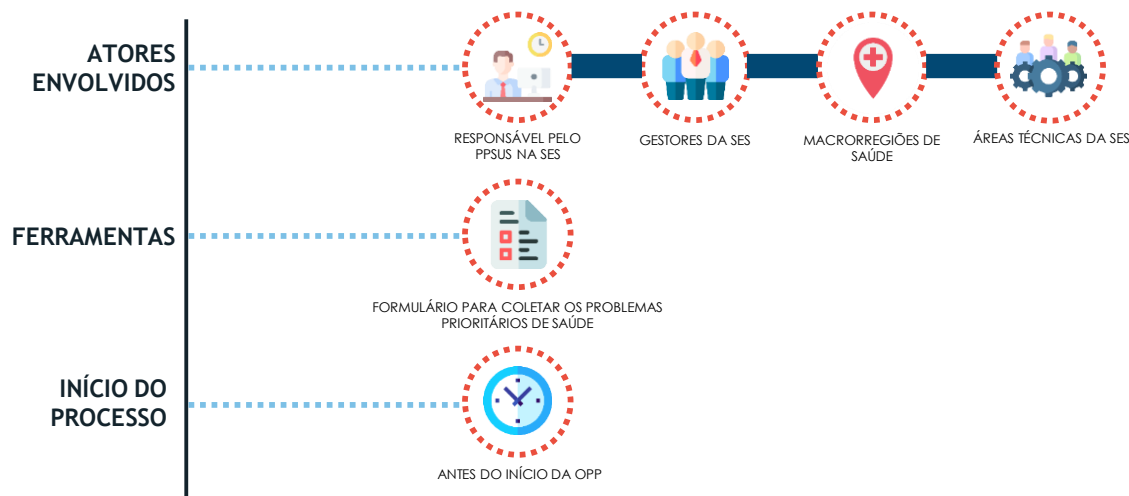 ATORES
ENVOLVIDOS
RESPONSÁVEL PELO
PPSUS NA SES
GESTORES DA SES
MACRORREGIÕES DE
SAÚDE
ÁREAS TÉCNICAS DA SES
FERRAMENTAS
FORMULÁRIO PARA COLETAR OS PROBLEMAS
PRIORITÁRIOS DE SAÚDE
INÍCIO DO
PROCESSO
ANTES DO INÍCIO DA OPP